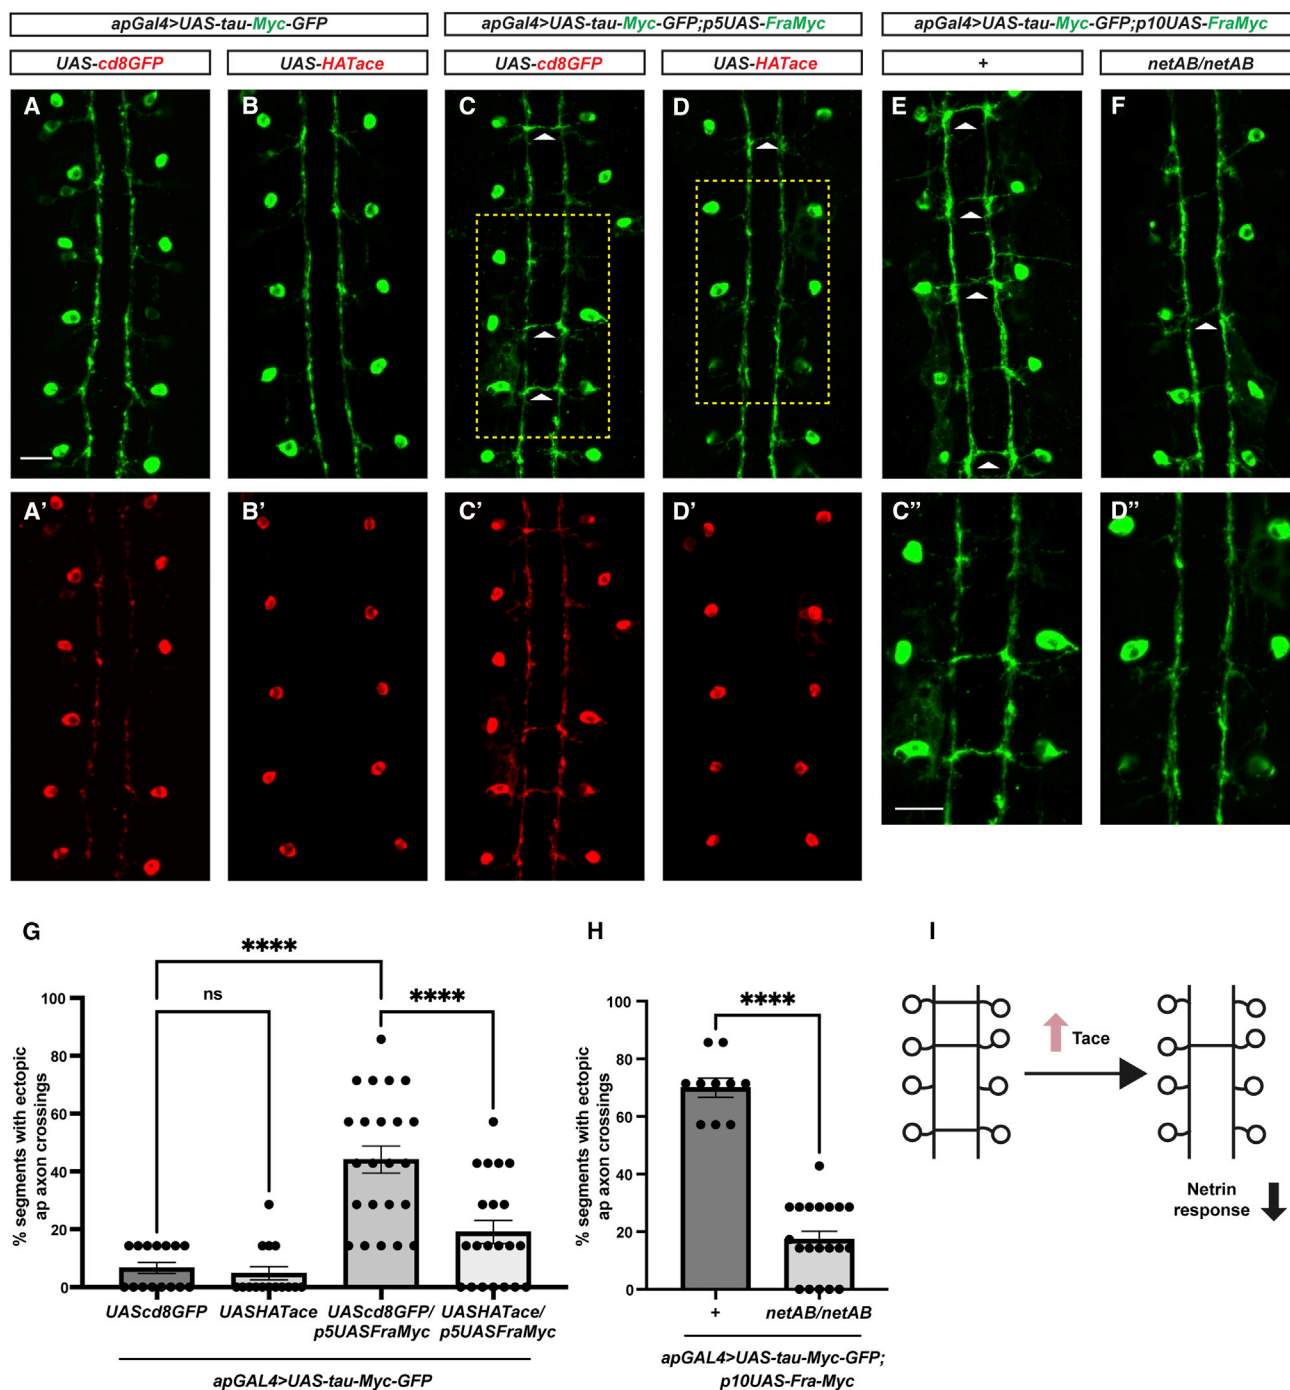 apGal4>UAS-tau-Myc-GFP
apGal4>UAS-tau-Myc-GFP;p5UAS-FraMyc
apGal4>UAS-tau-Myc-GFP;p10UAS-FraMyc
UAS-cd8GFP
UAS-HATace
UAS-cd8GFP
UAS-HATace
+
netAB/netAB
A
B
C
D
E
F
A'
B'
C'
D'
C''
D''
G
****
ns
****
100
80
60
40
20
0
% segments with ectopic
ap axon crossings
UAScd8GFP
USAHATace
UAScd8GFP/
p5UASFraMyc
UASHATace/
p5UASFraMyc
apGAL4>UAS-tau-Myc-GFP
H
****
100
80
60
40
20
0
% segments with ectopic
ap axon crossings
+
netAB/netAB
apGAL4>UAS-tau-Myc-GFP;
p10UAS-Fra-Myc
I
Tace
Netrin
response